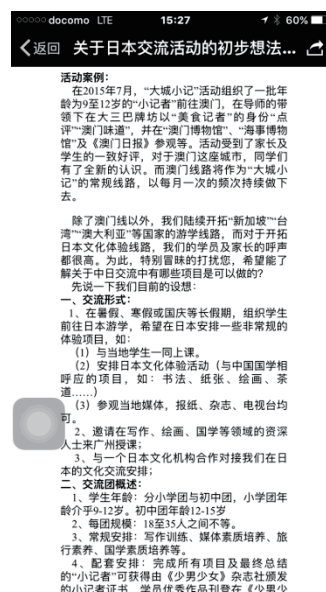 docomo LTE 15:27 60%
返回 关于日本交流活动的初步想法...
活动案例：
在2015年7月，“大城小记”活动组织了一批年
龄为9至12岁的“小记者”前往澳门，在导师的带
领下在大三巴牌坊以“美食记者”的身份“点
评”“澳门味道”，并在“澳门博物馆”、“海事博物
馆”及《澳门日报》参观等。活动受到了家长及
学生的一致好评，对于澳门这座城市，同学们
有了全新的认识。而澳门线路将作为“大城小
记”的常规线路，以每月一次的频次持续做下
去。
除了澳门线以外，我们陆续开拓“新加坡”“台
湾”“澳大利亚”等国家的游学线路，而对于开拓
日本文化体验线路，我们的学员及家长的呼声
都很高。为此，特别冒昧的打扰您，希望能了
解关于中日交流中有哪些项目是可以做的？
先说一下我们目前的设想：
一、交流形式：
1、在暑假、寒假或国庆等长假期，组织学生
前往日本游学，希望在日本安排一些非常规的
体验项目，如：
（1）与当地学生一同上课。
（2）安排日本文化体验活动（与中国国学相
呼应的项目，如：书法、纸张、绘画、茶
道……）
（3）参观当地媒体，报纸、杂志、电视台均
可。
2、邀请在写作、绘画、国学等领域的资深
人士来广州授课；
3、与一个日本文化机构合作对接我们在日
本的文化交流安排；
二、交流团概述：
1、学生年龄：分小学团与初中团，小学团年
龄介乎9-12岁。初中团年龄12-15岁
2、每团规模：18至35人之间不等。
3、常规安排：写作训练、媒体素质培养、旅
行素养、国学素质培养等。
4、配套安排：完成所有项目及最终总结
的“小记者”可获得由《少男少女》杂志社颁发
的小记者证书，学员优秀作品刊登在《少男少